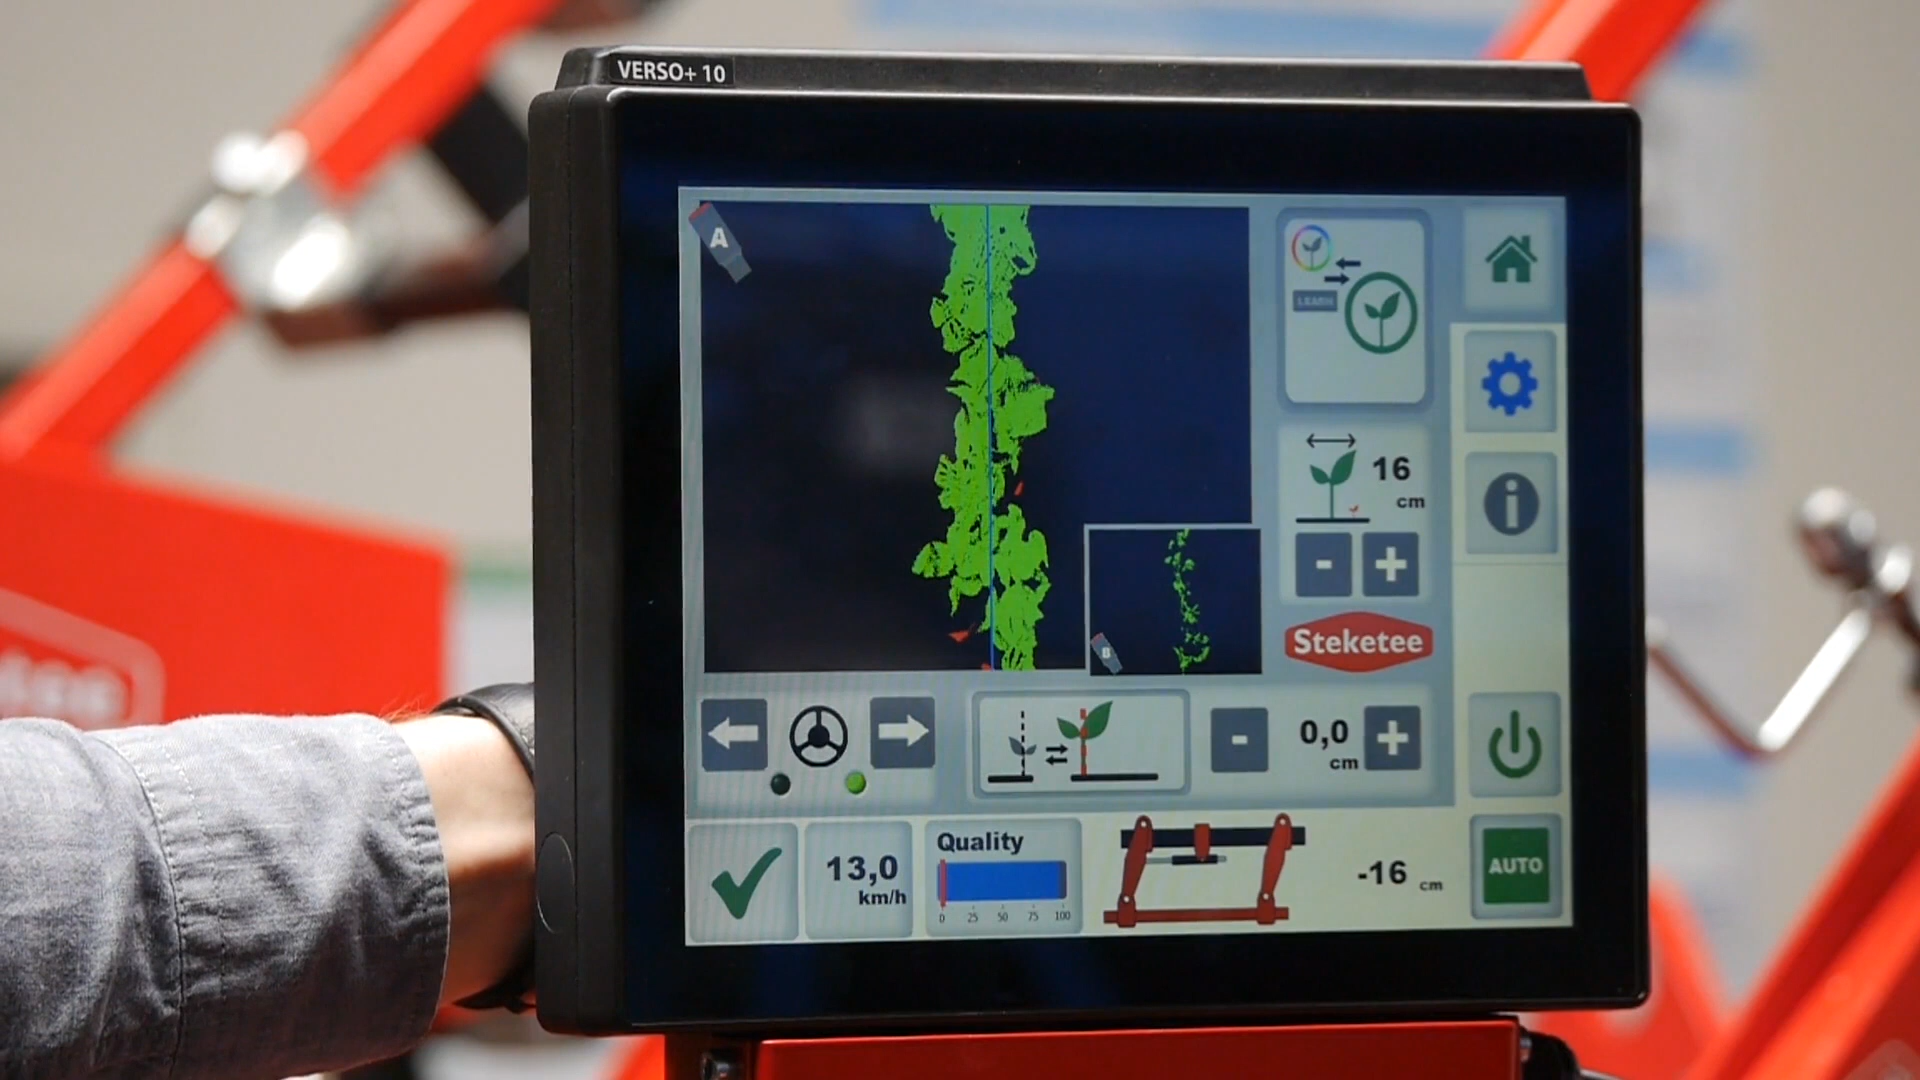 VERSO+ 10
A
LEARN
16
cm
-
+
B
Steketee
-
0,0
cm
+
13,0
km/h
Quality
0 25 50 75 100
-16 cm
AUTO